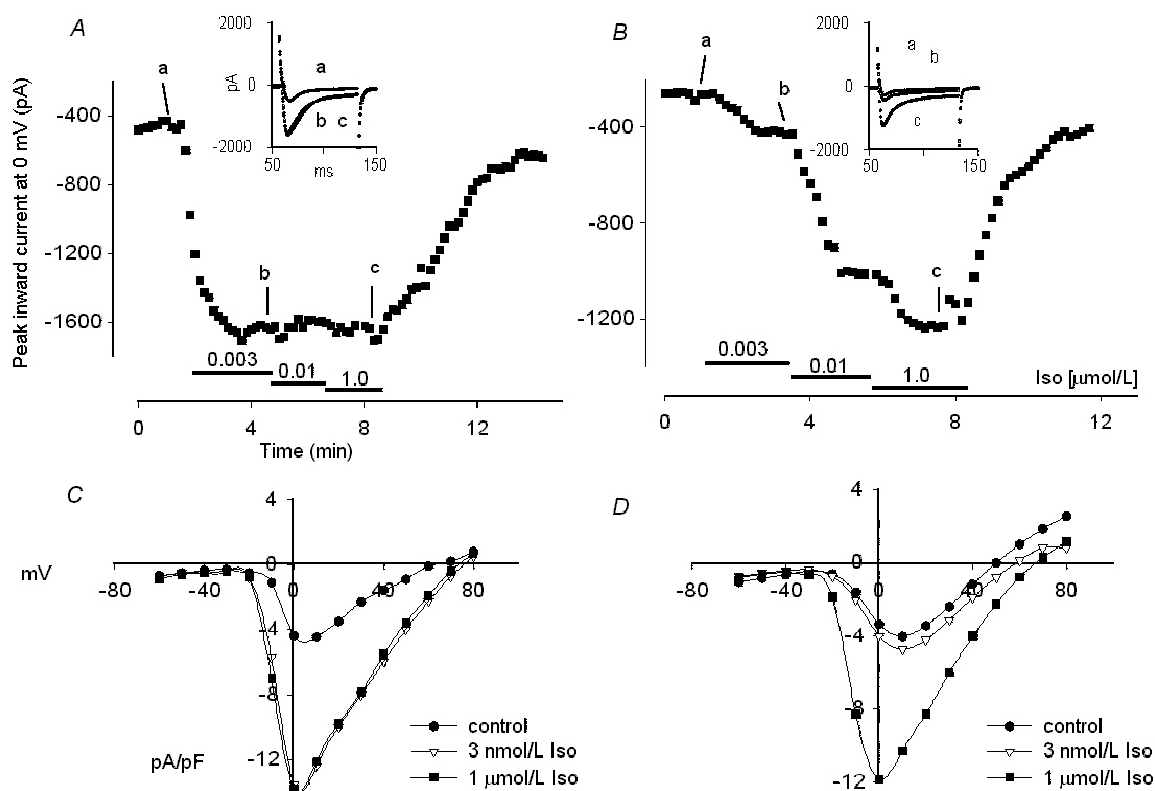 A
B
Peak inward current at 0 mV (pA)
-400
-800
-1200
-1600
a
b
c
2000
0
-2000
pA
a
b c
50
150
ms
0.003
0.01
1.0
0
4
8
12
Time (min)
-400
-800
-1200
a
b
c
2000
0
-2000
a
b
c
50
150
0.003
0.01
1.0
Iso [μmol/L]
0
4
8
12
C
D
mV
pA/pF
4
0
-4
-8
-12
-80
-40
0
40
80
control
3 nmol/L Iso
1 μmol/L Iso
4
0
-4
-8
-12
-80
-40
0
40
80
control
3 nmol/L Iso
1 μmol/L Iso